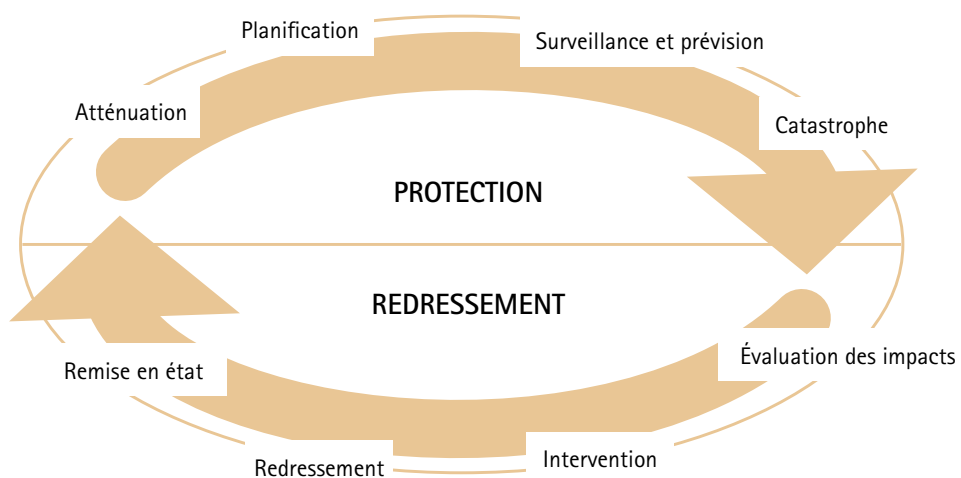 Planification
Surveillance et prévision
Atténuation
Catastrophe
PROTECTION
REDRESSEMENT
Évaluation des impacts
Remise en état
Intervention
Redressement